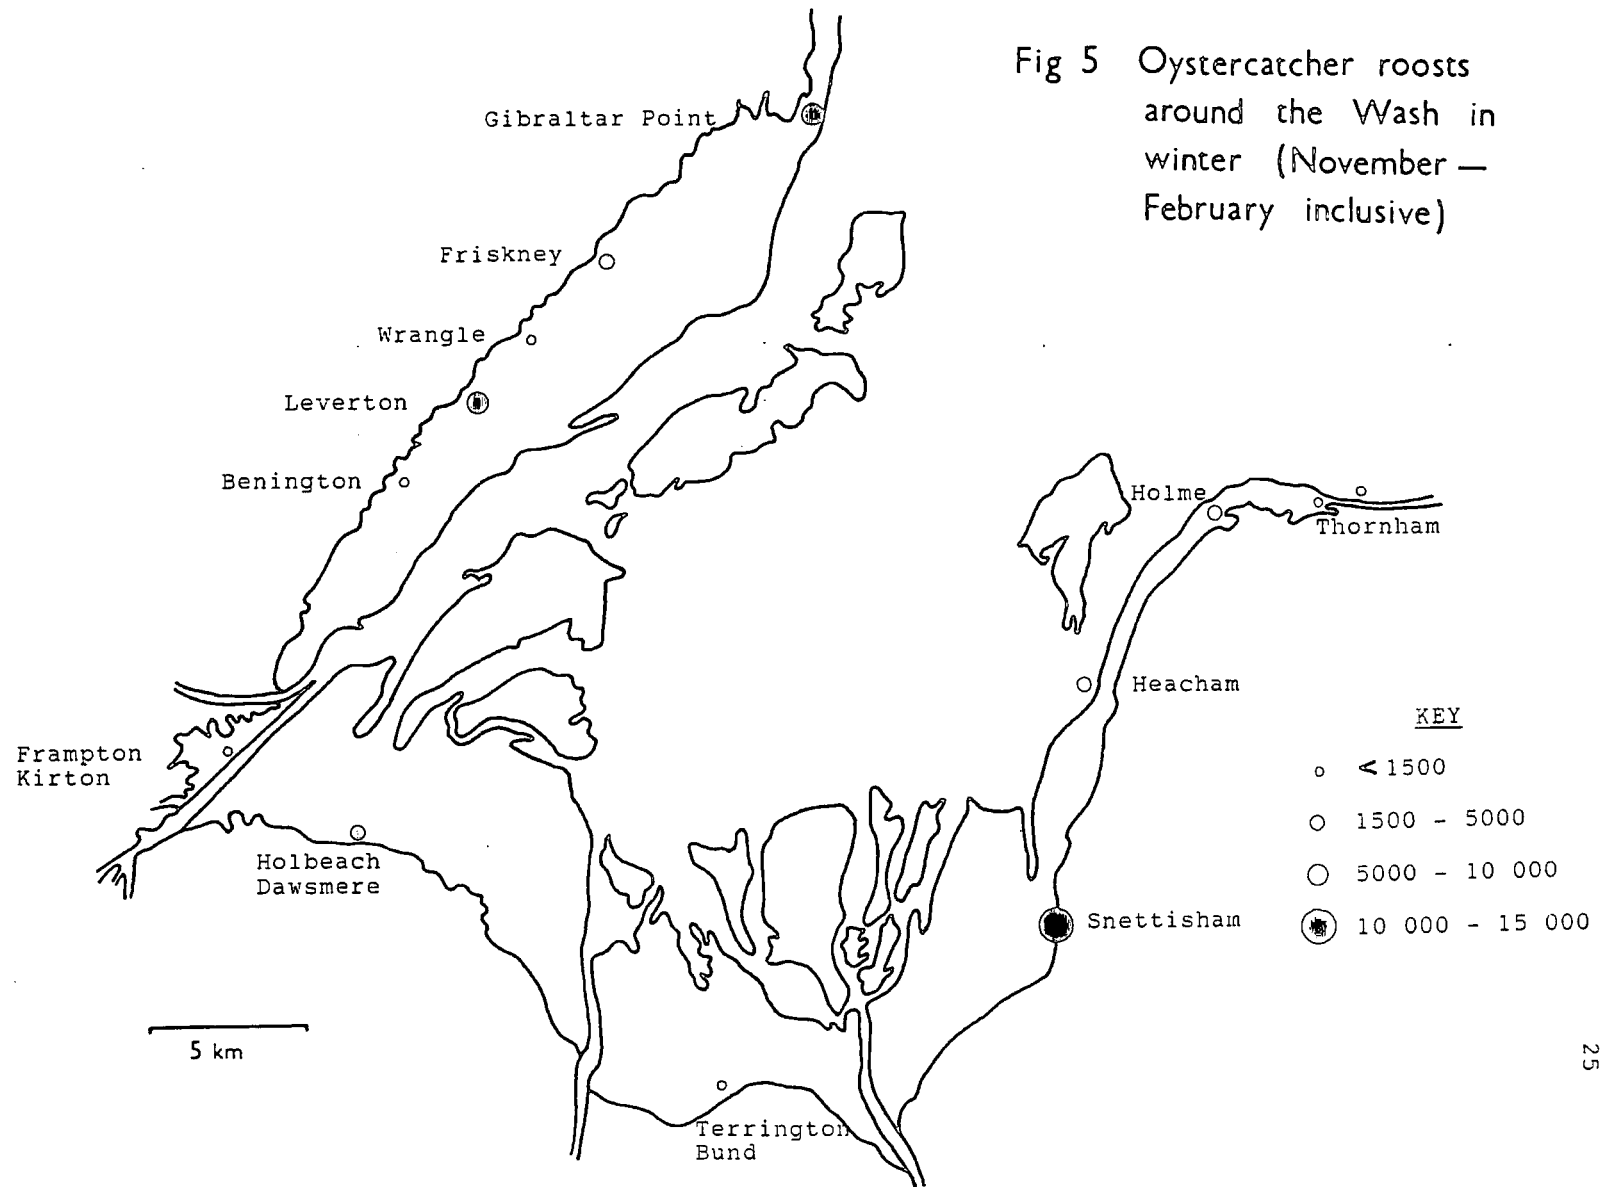 Fig 5 Oystercatcher roosts
around the Wash in
winter (November —
February inclusive)
Gibraltar Point
Friskney
Wrangle
Leverton
Benington
Holme
Thornham
Heacham
Frampton
Kirton
Holbeach
Dawsmere
Snettisham
Terrington
Bund
KEY
< 1500
1500 - 5000
5000 - 10 000
10 000 - 15 000
5 km
25